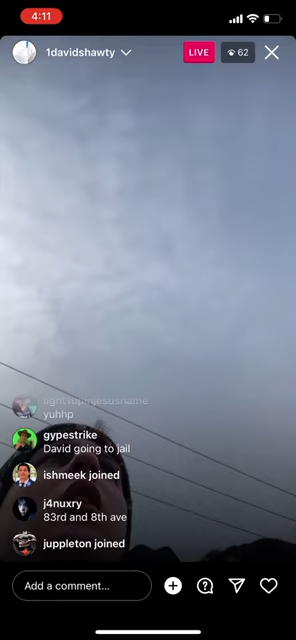 4:11
1davidshawty
LIVE
62
light1upinjesusname
yuhhp
gypestrike
David going to jail
ishmeek joined
j4nuxry
83rd and 8th ave
juppleton joined
Add a comment...